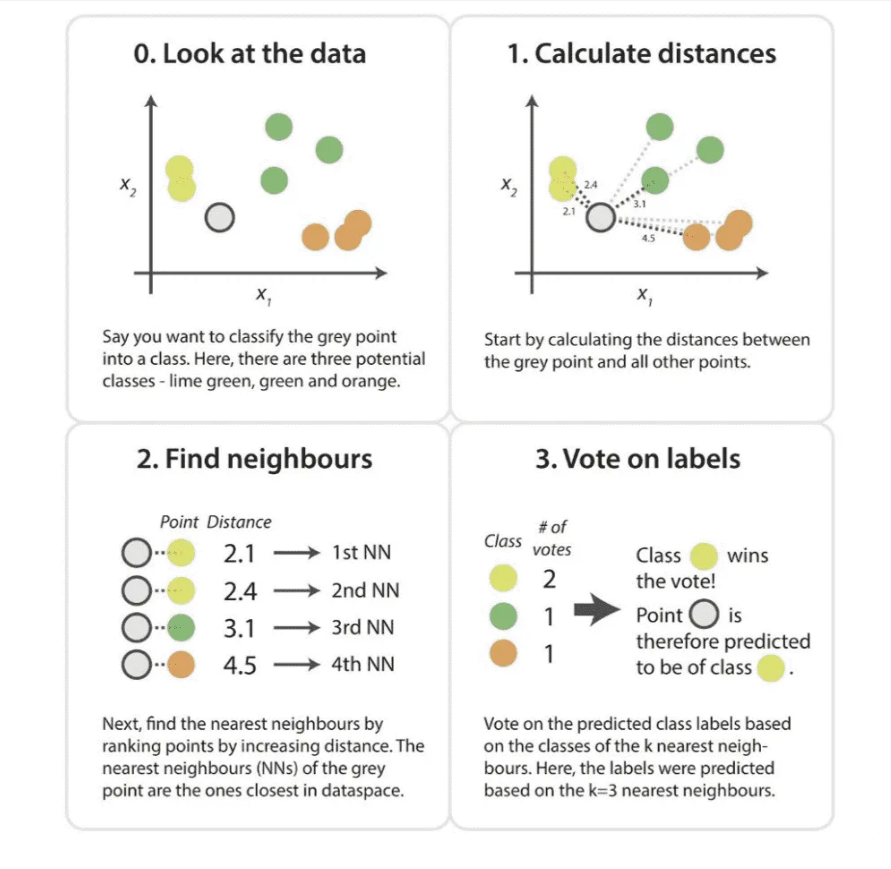 0. Look at the data
X2
X1
Say you want to classify the grey point
into a class. Here, there are three potential
classes - lime green, green and orange.
1. Calculate distances
X2
2.4
2.1
3.1
4.5
X1
Start by calculating the distances between
the grey point and all other points.
2. Find neighbours
Point Distance
2.1 1st NN
2.4 2nd NN
3.1 3rd NN
4.5 4th NN
Next, find the nearest neighbours by
ranking points by increasing distance. The
nearest neighbours (NNs) of the grey
point are the ones closest in dataspace.
3. Vote on labels
Class # of
votes
2
1
1
Class wins
the vote!
Point is
therefore predicted
to be of class .
Vote on the predicted class labels based
on the classes of the k nearest neigh-
bours. Here, the labels were predicted
based on the k=3 nearest neighbours.